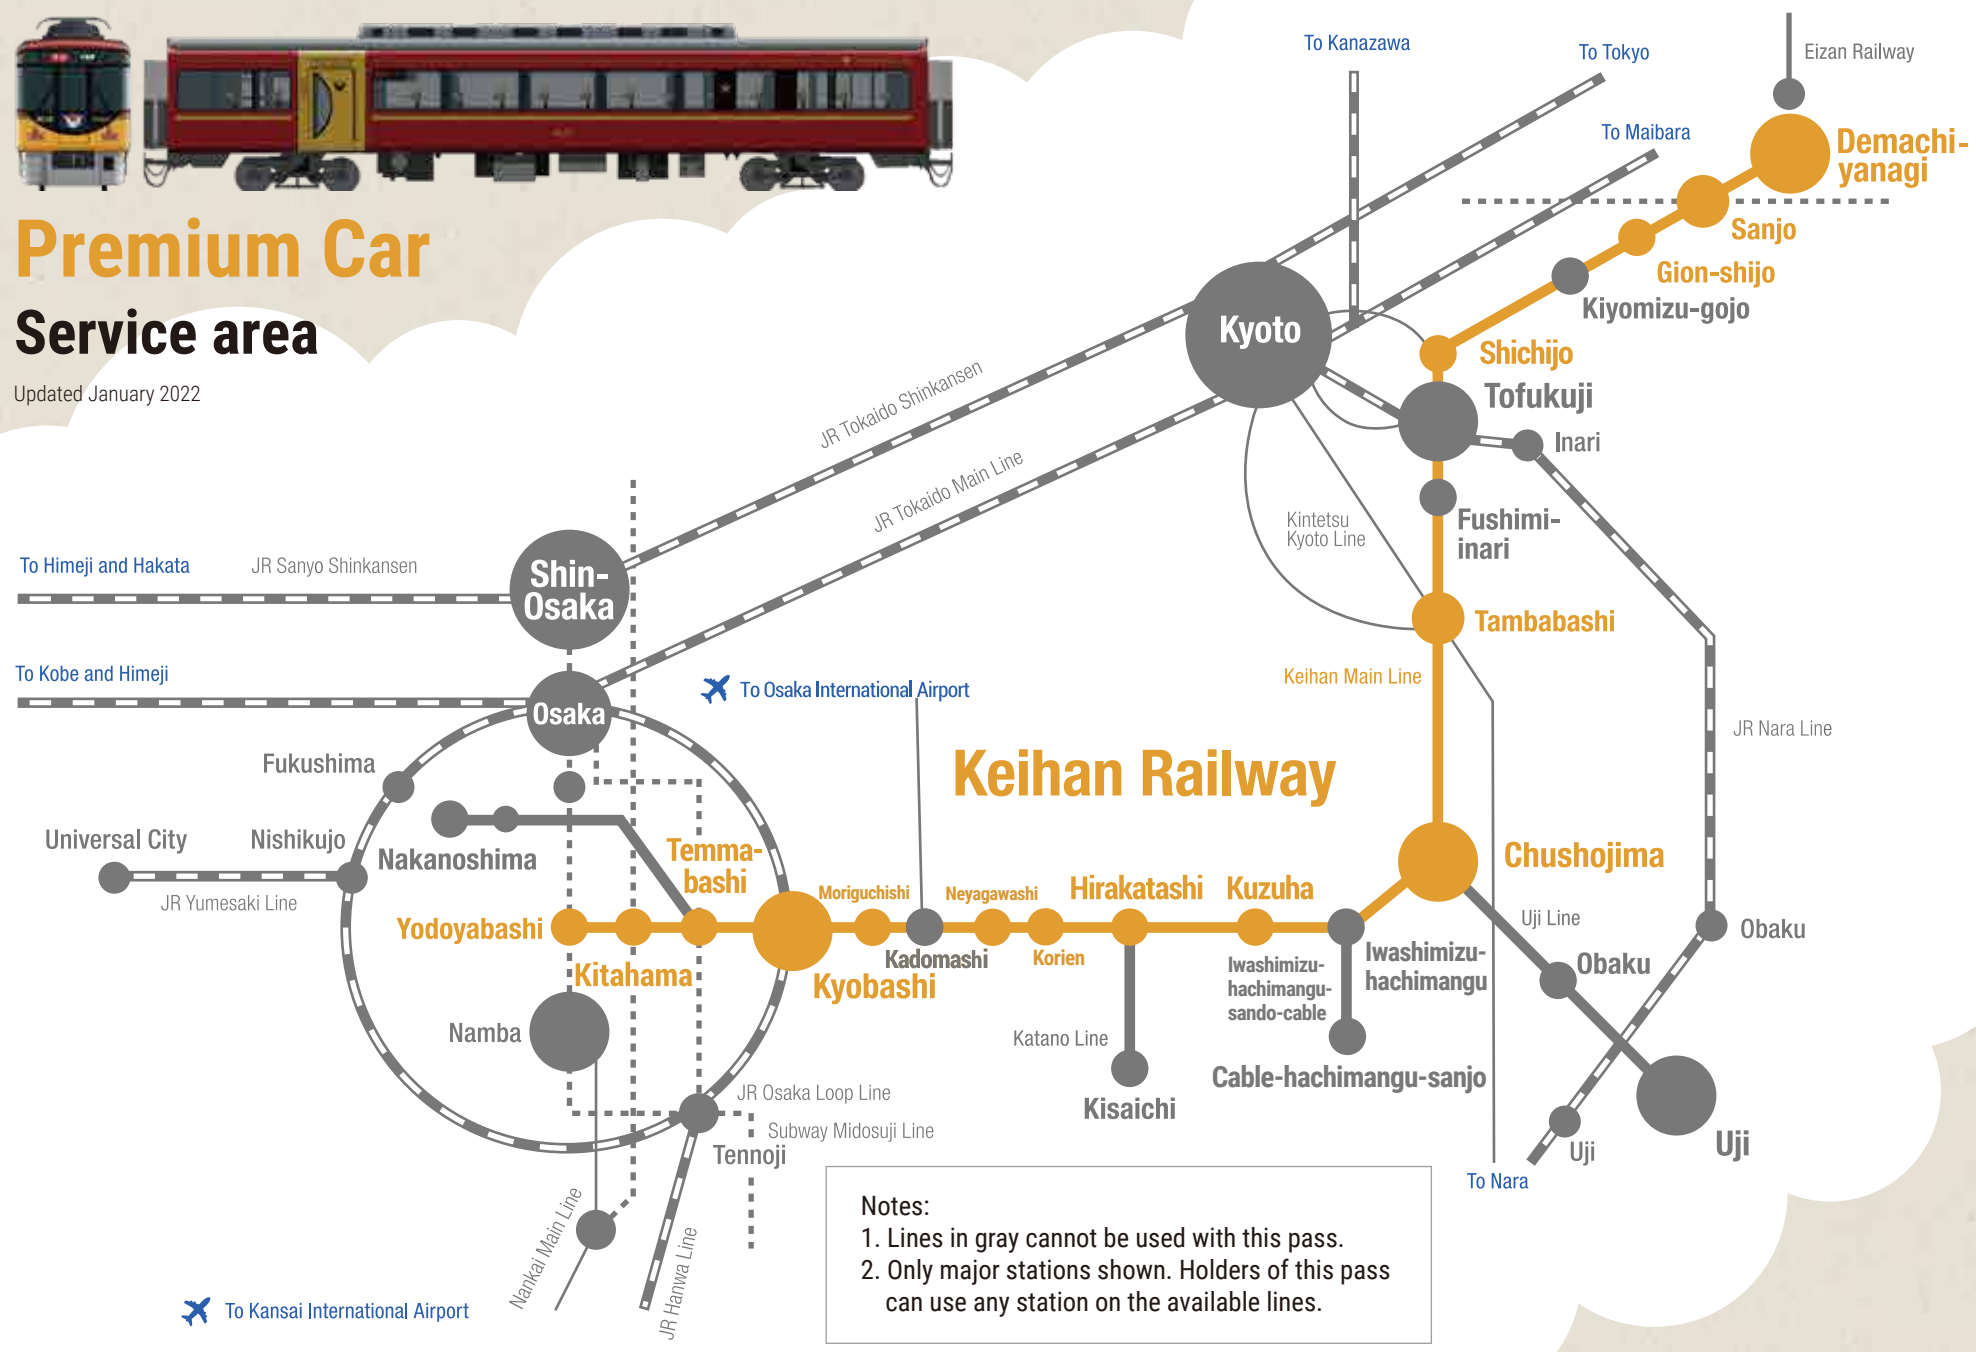 Premium Car
Service area
Updated January 2022
To Kanazawa
To Tokyo
Eizan Railway
To Maibara
Demachi-
yanagi
Sanjo
Gion-shijo
Kiyomizu-gojo
Kyoto
Shichijo
Tofukuji
Inari
JR Tokaido Shinkansen
JR Tokaido Main Line
Kintetsu
Kyoto Line
Fushimi-
inari
To Himeji and Hakata
JR Sanyo Shinkansen
Shin-
Osaka
Tambabashi
To Kobe and Himeji
Keihan Main Line
To Osaka International Airport
Osaka
JR Nara Line
Fukushima
Keihan Railway
Universal City
Nishikujo
Nakanoshima
JR Yumesaki Line
Temma-
bashi
Chushojima
Moriguchishi
Neyagawashi
Hirakatashi
Kuzuha
Yodoyabashi
Uji Line
Obaku
Kitahama
Kyobashi
Kadomashi
Korien
Iwashimizu-
hachimangu-
sando-cable
Iwashimizu-
hachimangu
Obaku
Namba
Katano Line
Cable-hachimangu-sanjo
Kisaichi
JR Osaka Loop Line
Subway Midosuji Line
Tennoji
Uji
Uji
To Nara
Nankai Main Line
JR Hanwa Line
To Kansai International Airport
Notes:
1. Lines in gray cannot be used with this pass.
2. Only major stations shown. Holders of this pass
can use any station on the available lines.